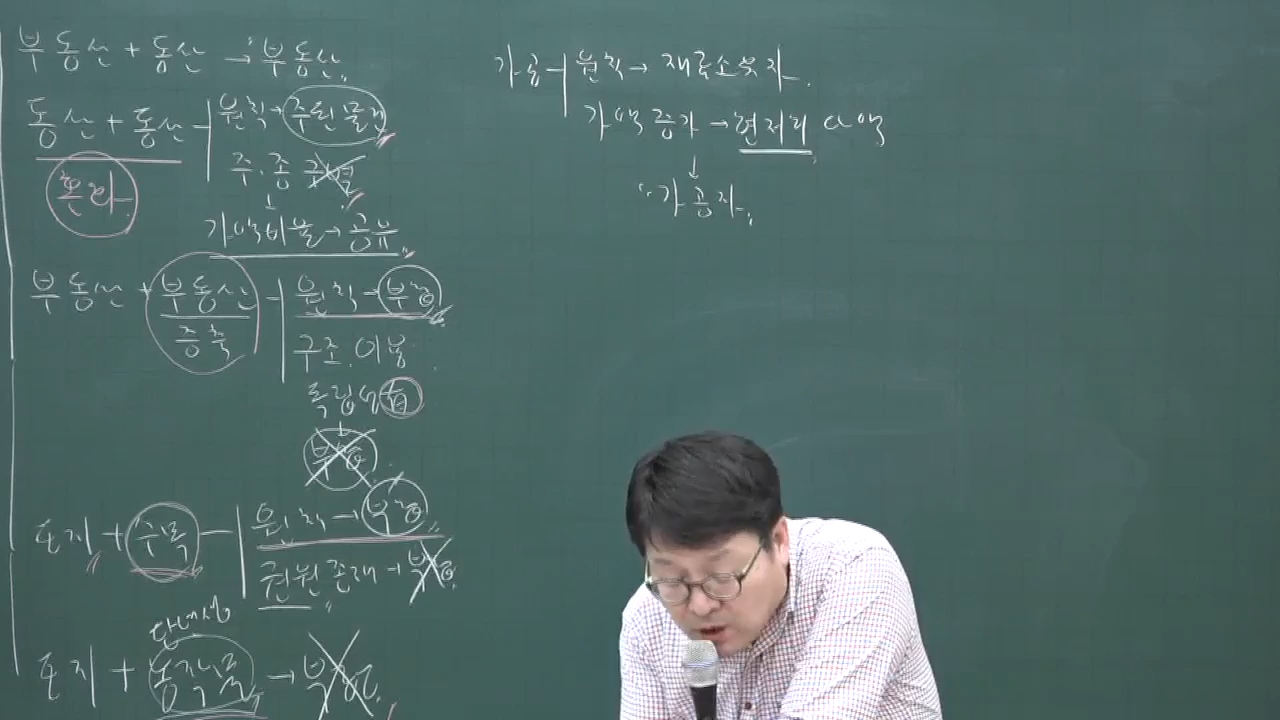 부동산 + 동산 → "부동산"
동산 + 동산 원칙 → 주된 물건
혼화
주.종 구별
↓
가액비율 → 공유
부동산 + 부동산 원칙 → 부합
증축
구조.이용
독립성 有
↓
부합
토지 + 수목 원칙 → 부합
권원 존재 → 부합
단년생
토지 + 농작물 → 부합
가공 원칙 → 재료소유자
가액증가 → 현저히 다액
↓
"가공자"